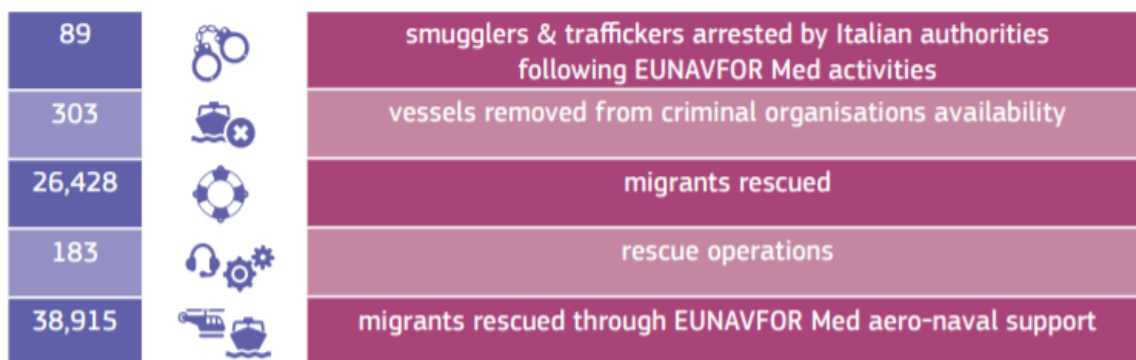 89
smugglers & traffickers arrested by Italian authorities
following EUNAVFOR Med activities
303
vessels removed from criminal organisations availability
26,428
migrants rescued
183
rescue operations
38,915
migrants rescued through EUNAVFOR Med aero-naval support